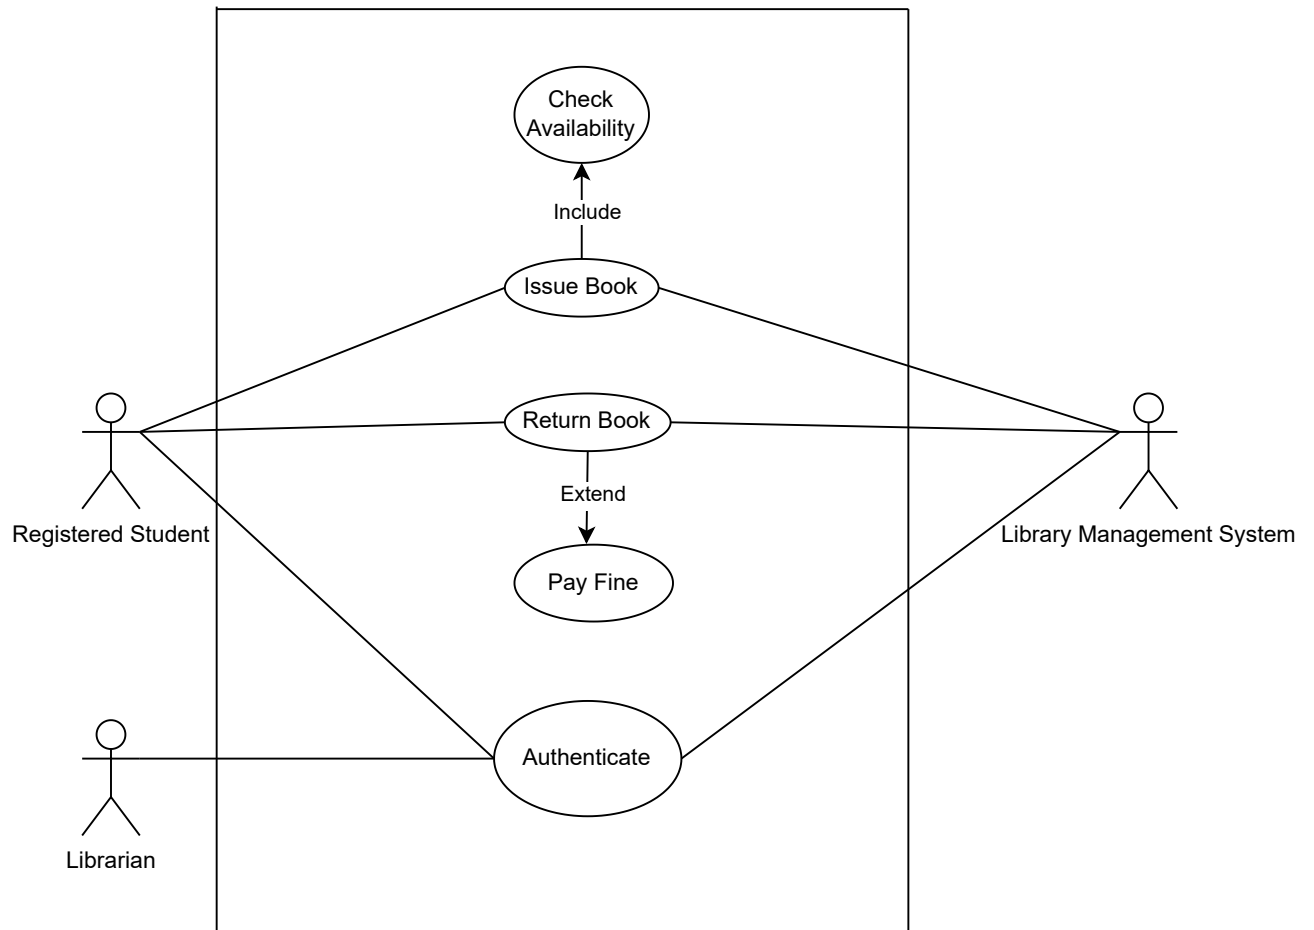 Check
Availability
Include
Issue Book
Return Book
Extend
Registered Student
Library Management System
Pay Fine
Authenticate
Librarian